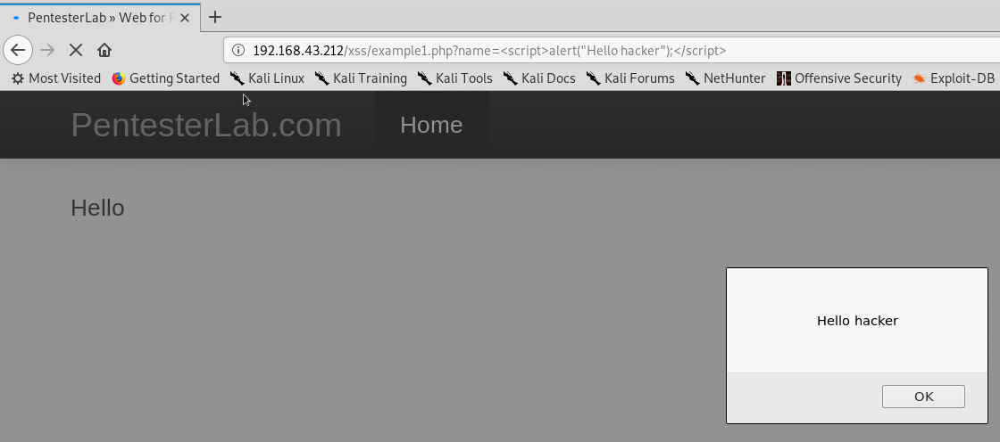 PentesterLab » Web for P
192.168.43.212/xss/example1.php?name=<script>alert("Hello hacker");</script>
Most Visited Getting Started Kali Linux Kali Training Kali Tools Kali Docs Kali Forums NetHunter Offensive Security Exploit-DB
PentesterLab.com Home
Hello
Hello hacker
OK